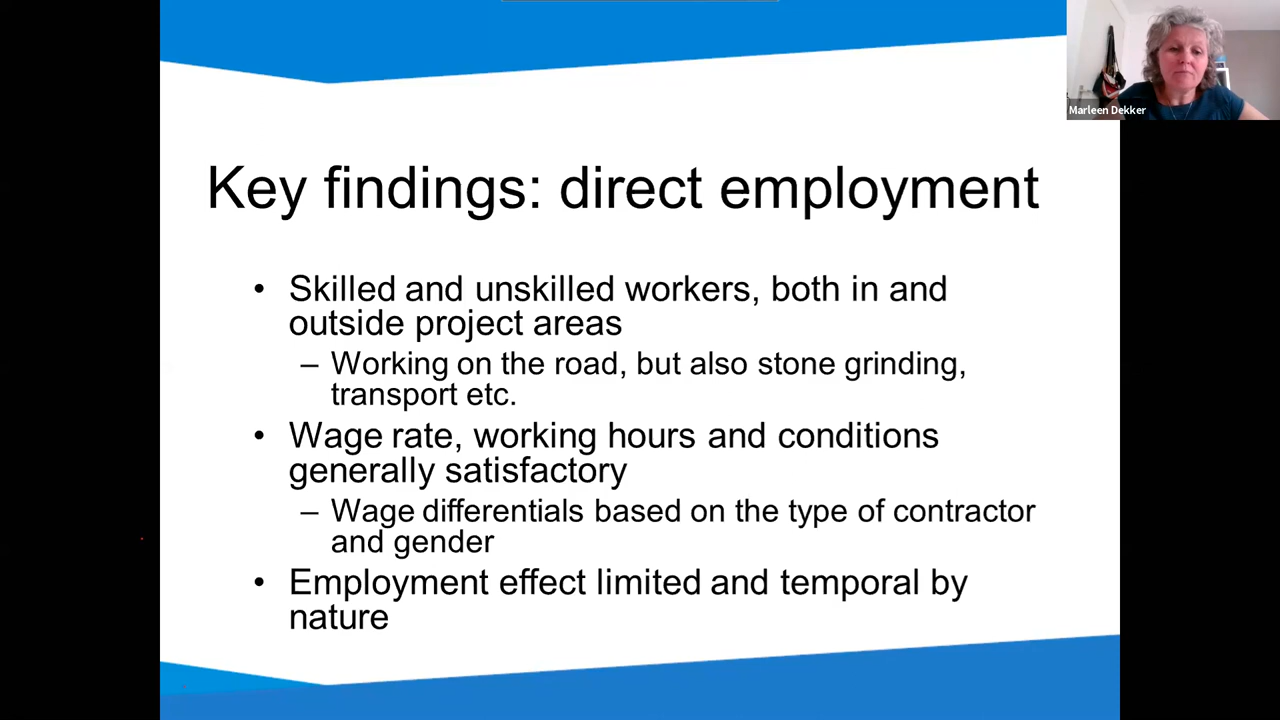 Marleen Dekker
Key findings: direct employment
• Skilled and unskilled workers, both in and
outside project areas
– Working on the road, but also stone grinding,
transport etc.
• Wage rate, working hours and conditions
generally satisfactory
– Wage differentials based on the type of contractor
and gender
• Employment effect limited and temporal by
nature